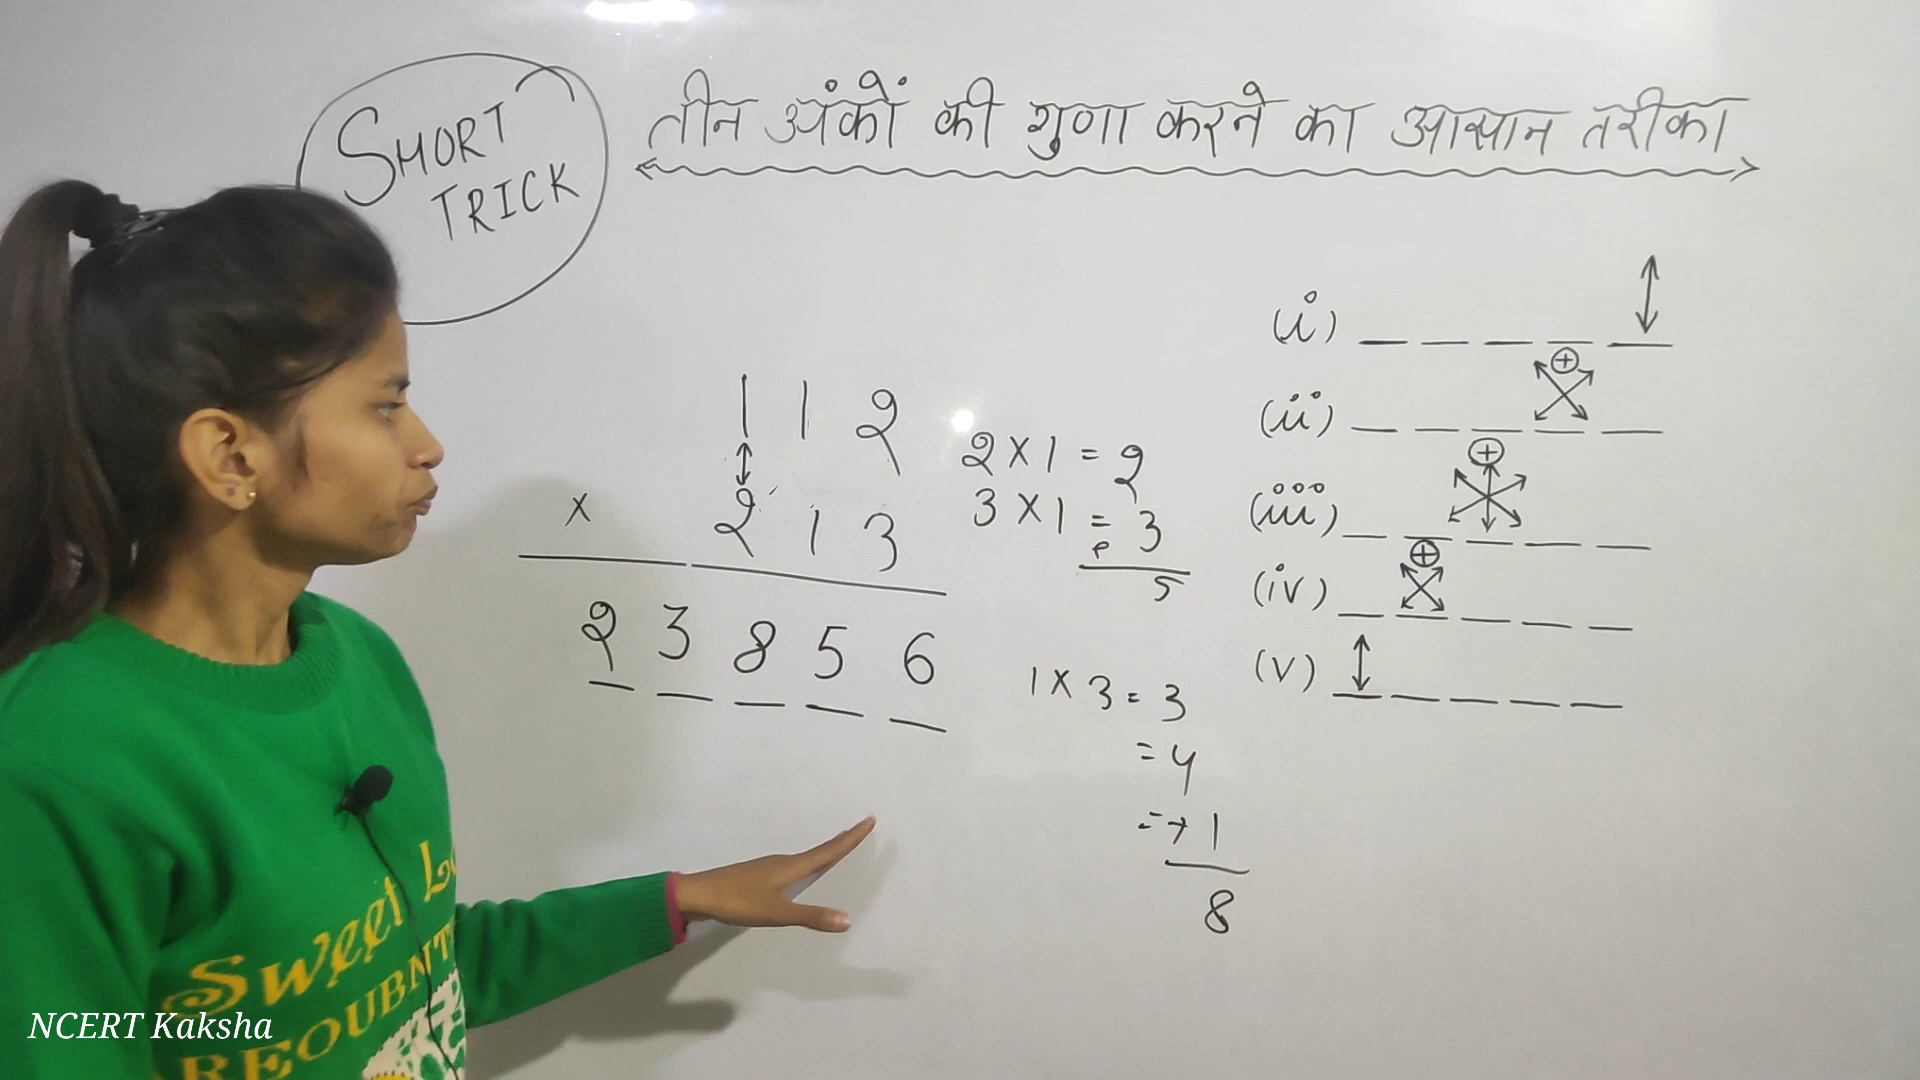 SHORT
TRICK
तीन अंकों की गुणा करने का आसान तरीका
1 1 2
× 2 1 3
2 3 8 5 6
2 × 1 = 2
3 × 1 = 3
5
1 × 3 = 3
= 4
= + 1
8
(i) _ _ _ _ _
(ii) _ _ _ _ _
(iii) _ _ _ _ _
(iv) _ _ _ _ _
(v) _ _ _ _ _
Sweet
NCERT Kaksha